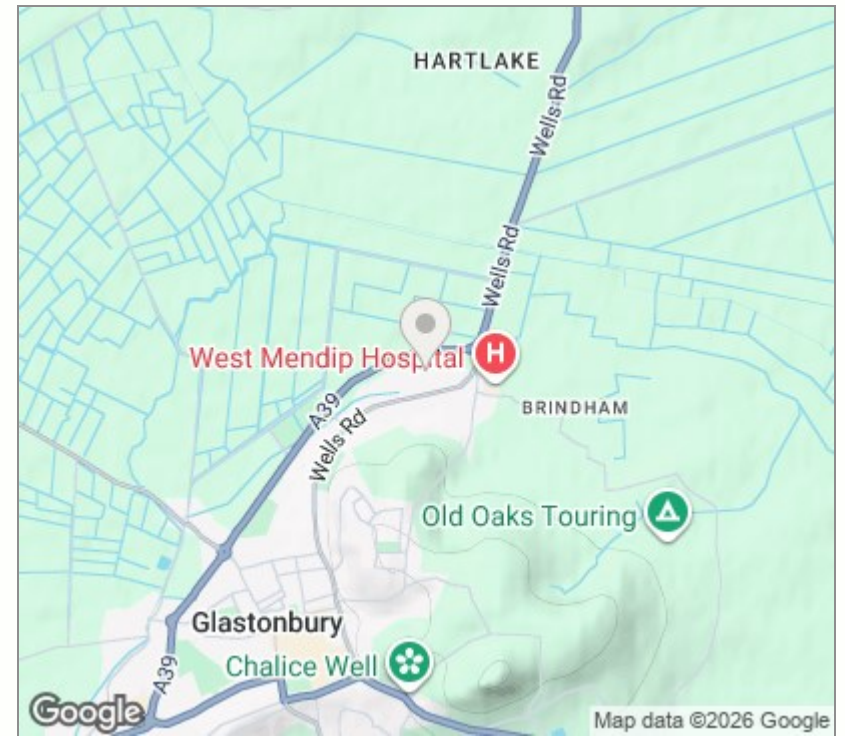 HARTLAKE
Wells Rd
Wells Rd
West Mendip Hospital
H
A39
Wells Rd
BRINDHAM
Old Oaks Touring
Glastonbury
Chalice Well
A39
Google
Map data ©2026 Google